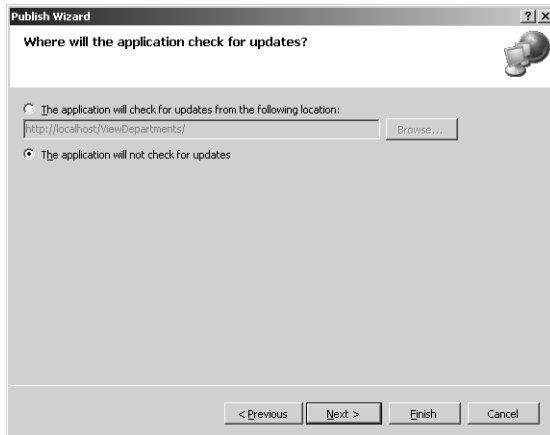 Publish Wizard
Where will the application check for updates?
The application will check for updates from the following location:
http://localhost/ViewDepartments/
Browse...
The application will not check for updates
< Previous
Next >
Finish
Cancel